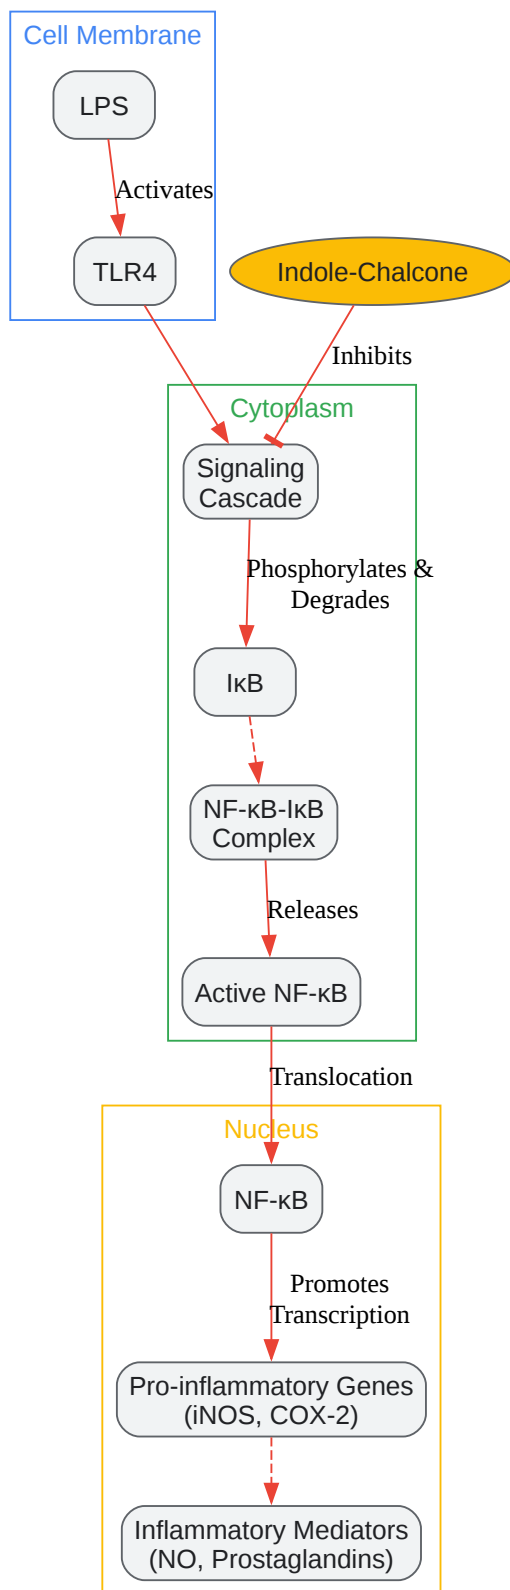 Cell Membrane
LPS
Activates
TLR4
Indole-Chalcone
Inhibits
Cytoplasm
Signaling
Cascade
Phosphorylates &
Degrades
IκB
NF-κB-IκB
Complex
Releases
Active NF-κB
Translocation
Nucleus
NF-κB
Promotes
Transcription
Pro-inflammatory Genes
(iNOS, COX-2)
Inflammatory Mediators
(NO, Prostaglandins)